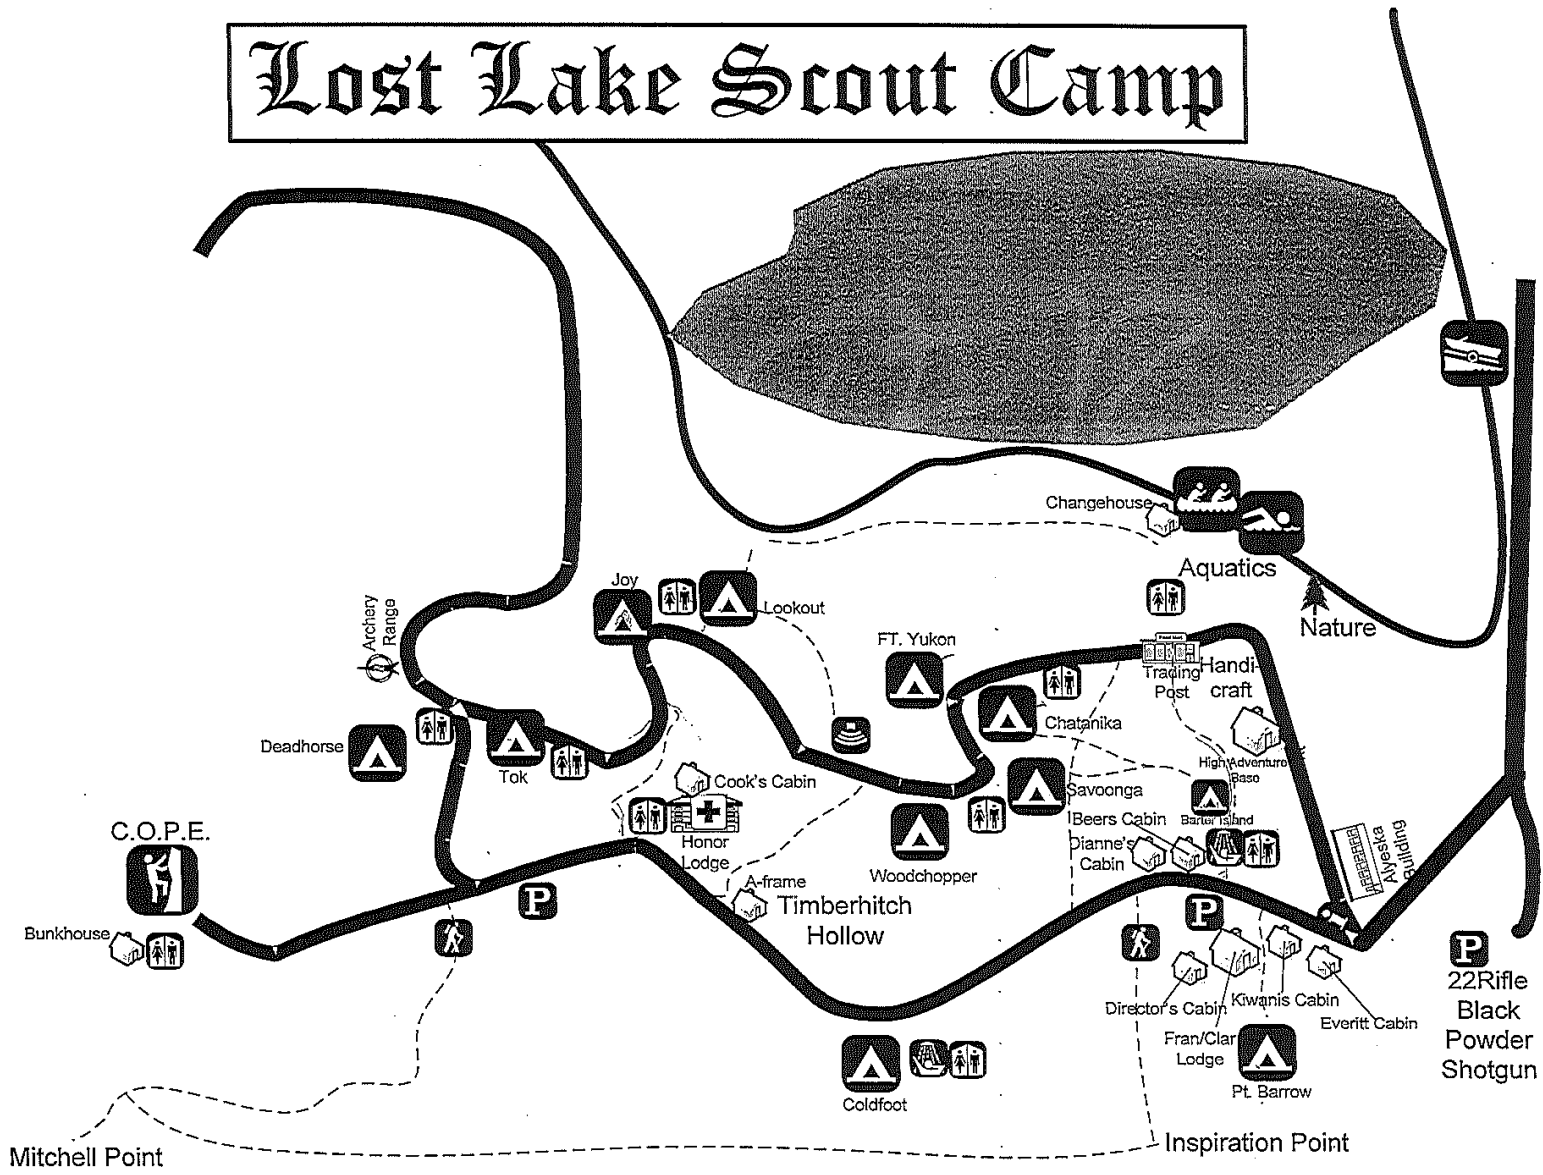 Lost Lake Scout Camp
Changehouse
Aquatics
Nature
Joy
Lookout
Archery
Range
FT. Yukon
Handi-
craft
Trading
Post
Chatanika
Deadhorse
Tok
High Adventure
Base
Cook's Cabin
Savoonga
Barter Island
Beers Cabin
Dianne's
Cabin
Alyeska
Building
C.O.P.E.
Honor
Lodge
Woodchopper
A-frame
Timberhitch
Hollow
P
P
P
Bunkhouse
22Rifle
Black
Powder
Shotgun
Director's Cabin
Kiwanis Cabin
Everitt Cabin
Fran/Clar
Lodge
Pt. Barrow
Coldfoot
Mitchell Point
Inspiration Point